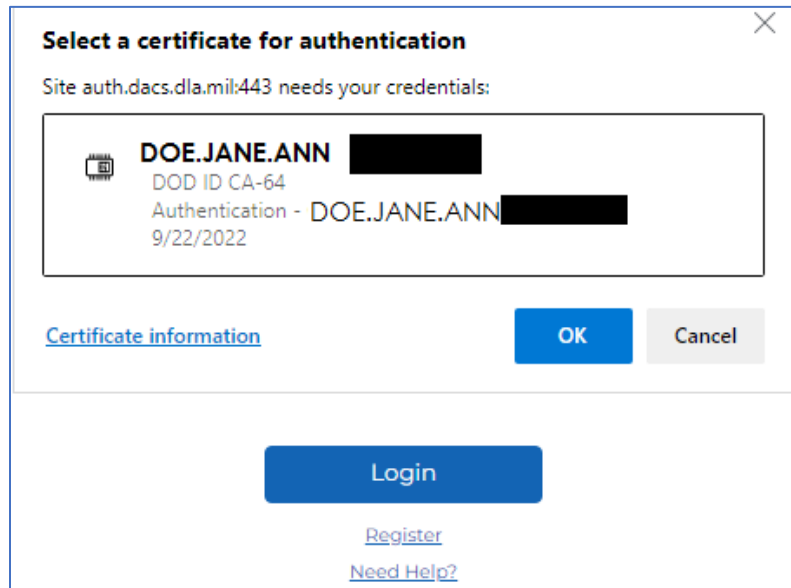 Select a certificate for authentication
Site auth.dacs.dla.mil:443 needs your credentials:
DOE.JANE.ANN
DOD ID CA-64
Authentication - DOE.JANE.ANN
9/22/2022
Certificate information
OK
Cancel
Login
Register
Need Help?